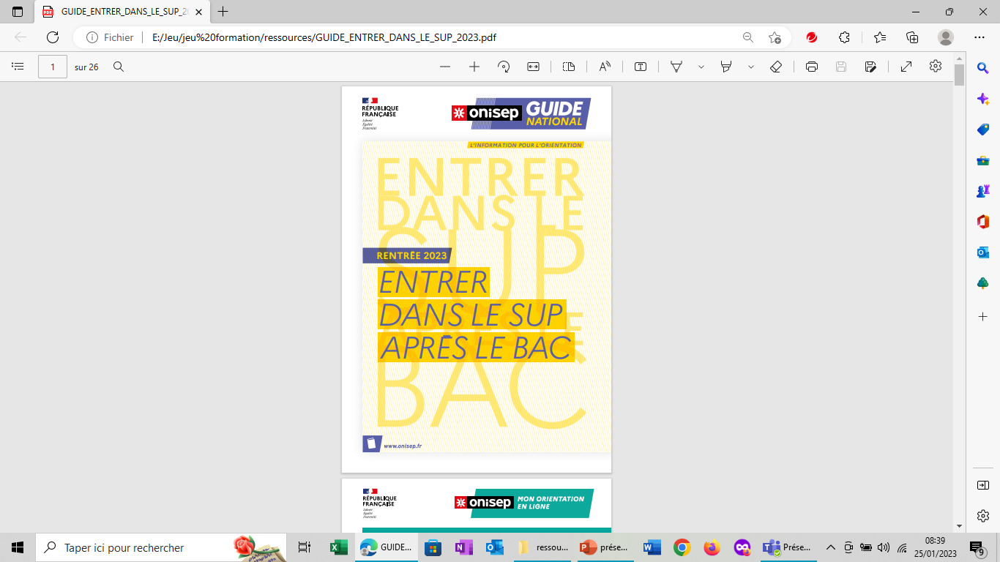 GUIDE_ENTRER_DANS_LE_SUP_2
Fichier
E:/Jeu/jeu%20formation/ressources/GUIDE_ENTRER_DANS_LE_SUP_2023.pdf
1
sur 26
RÉPUBLIQUE
FRANÇAISE
Liberté
Égalité
Fraternité
onisep
GUIDE
NATIONAL
L'INFORMATION POUR L'ORIENTATION
ENTRER
DANS LE
SUP
RENTRÉE 2023
ENTRER
DANS LE SUP
APRÈS LE BAC
BAC
www.onisep.fr
RÉPUBLIQUE
FRANÇAISE
Liberté
Égalité
Fraternité
onisep
MON ORIENTATION
EN LIGNE
Taper ici pour rechercher
GUIDE...
ressou...
prése...
Prése...
08:39
25/01/2023
9